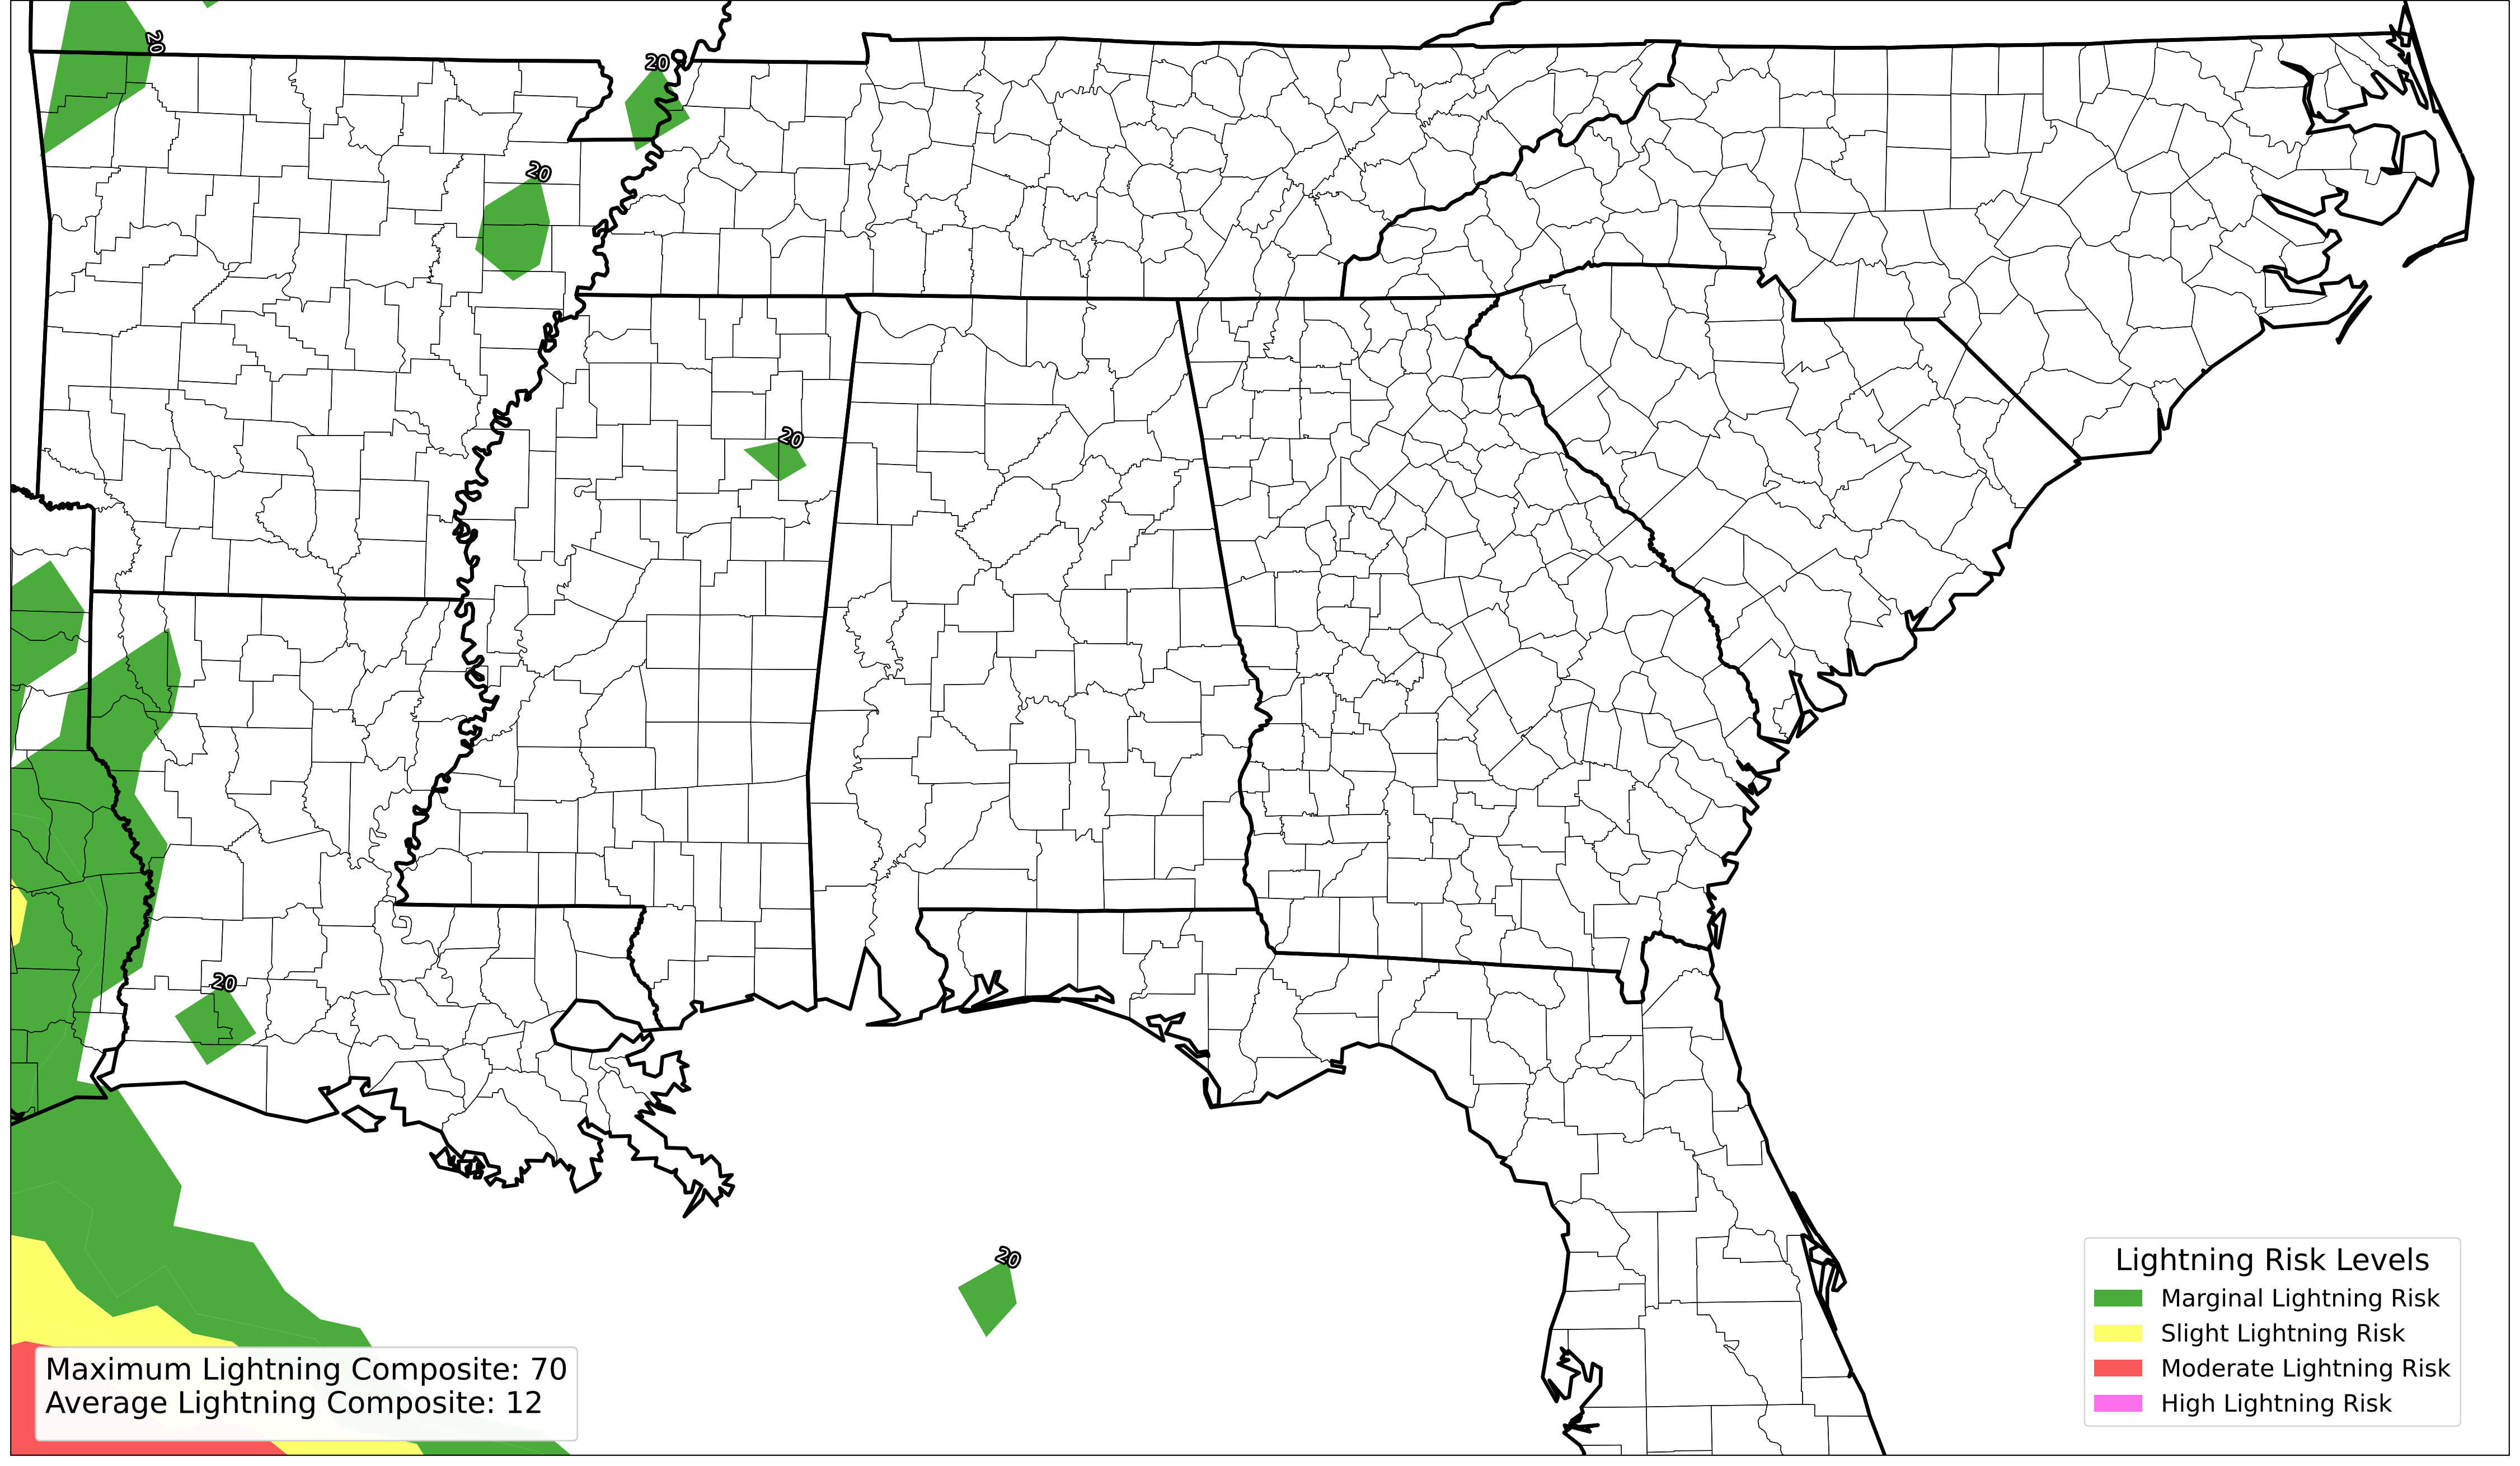 20
20
20
20
20
20
Maximum Lightning Composite: 70
Average Lightning Composite: 12
Lightning Risk Levels
Marginal Lightning Risk
Slight Lightning Risk
Moderate Lightning Risk
High Lightning Risk